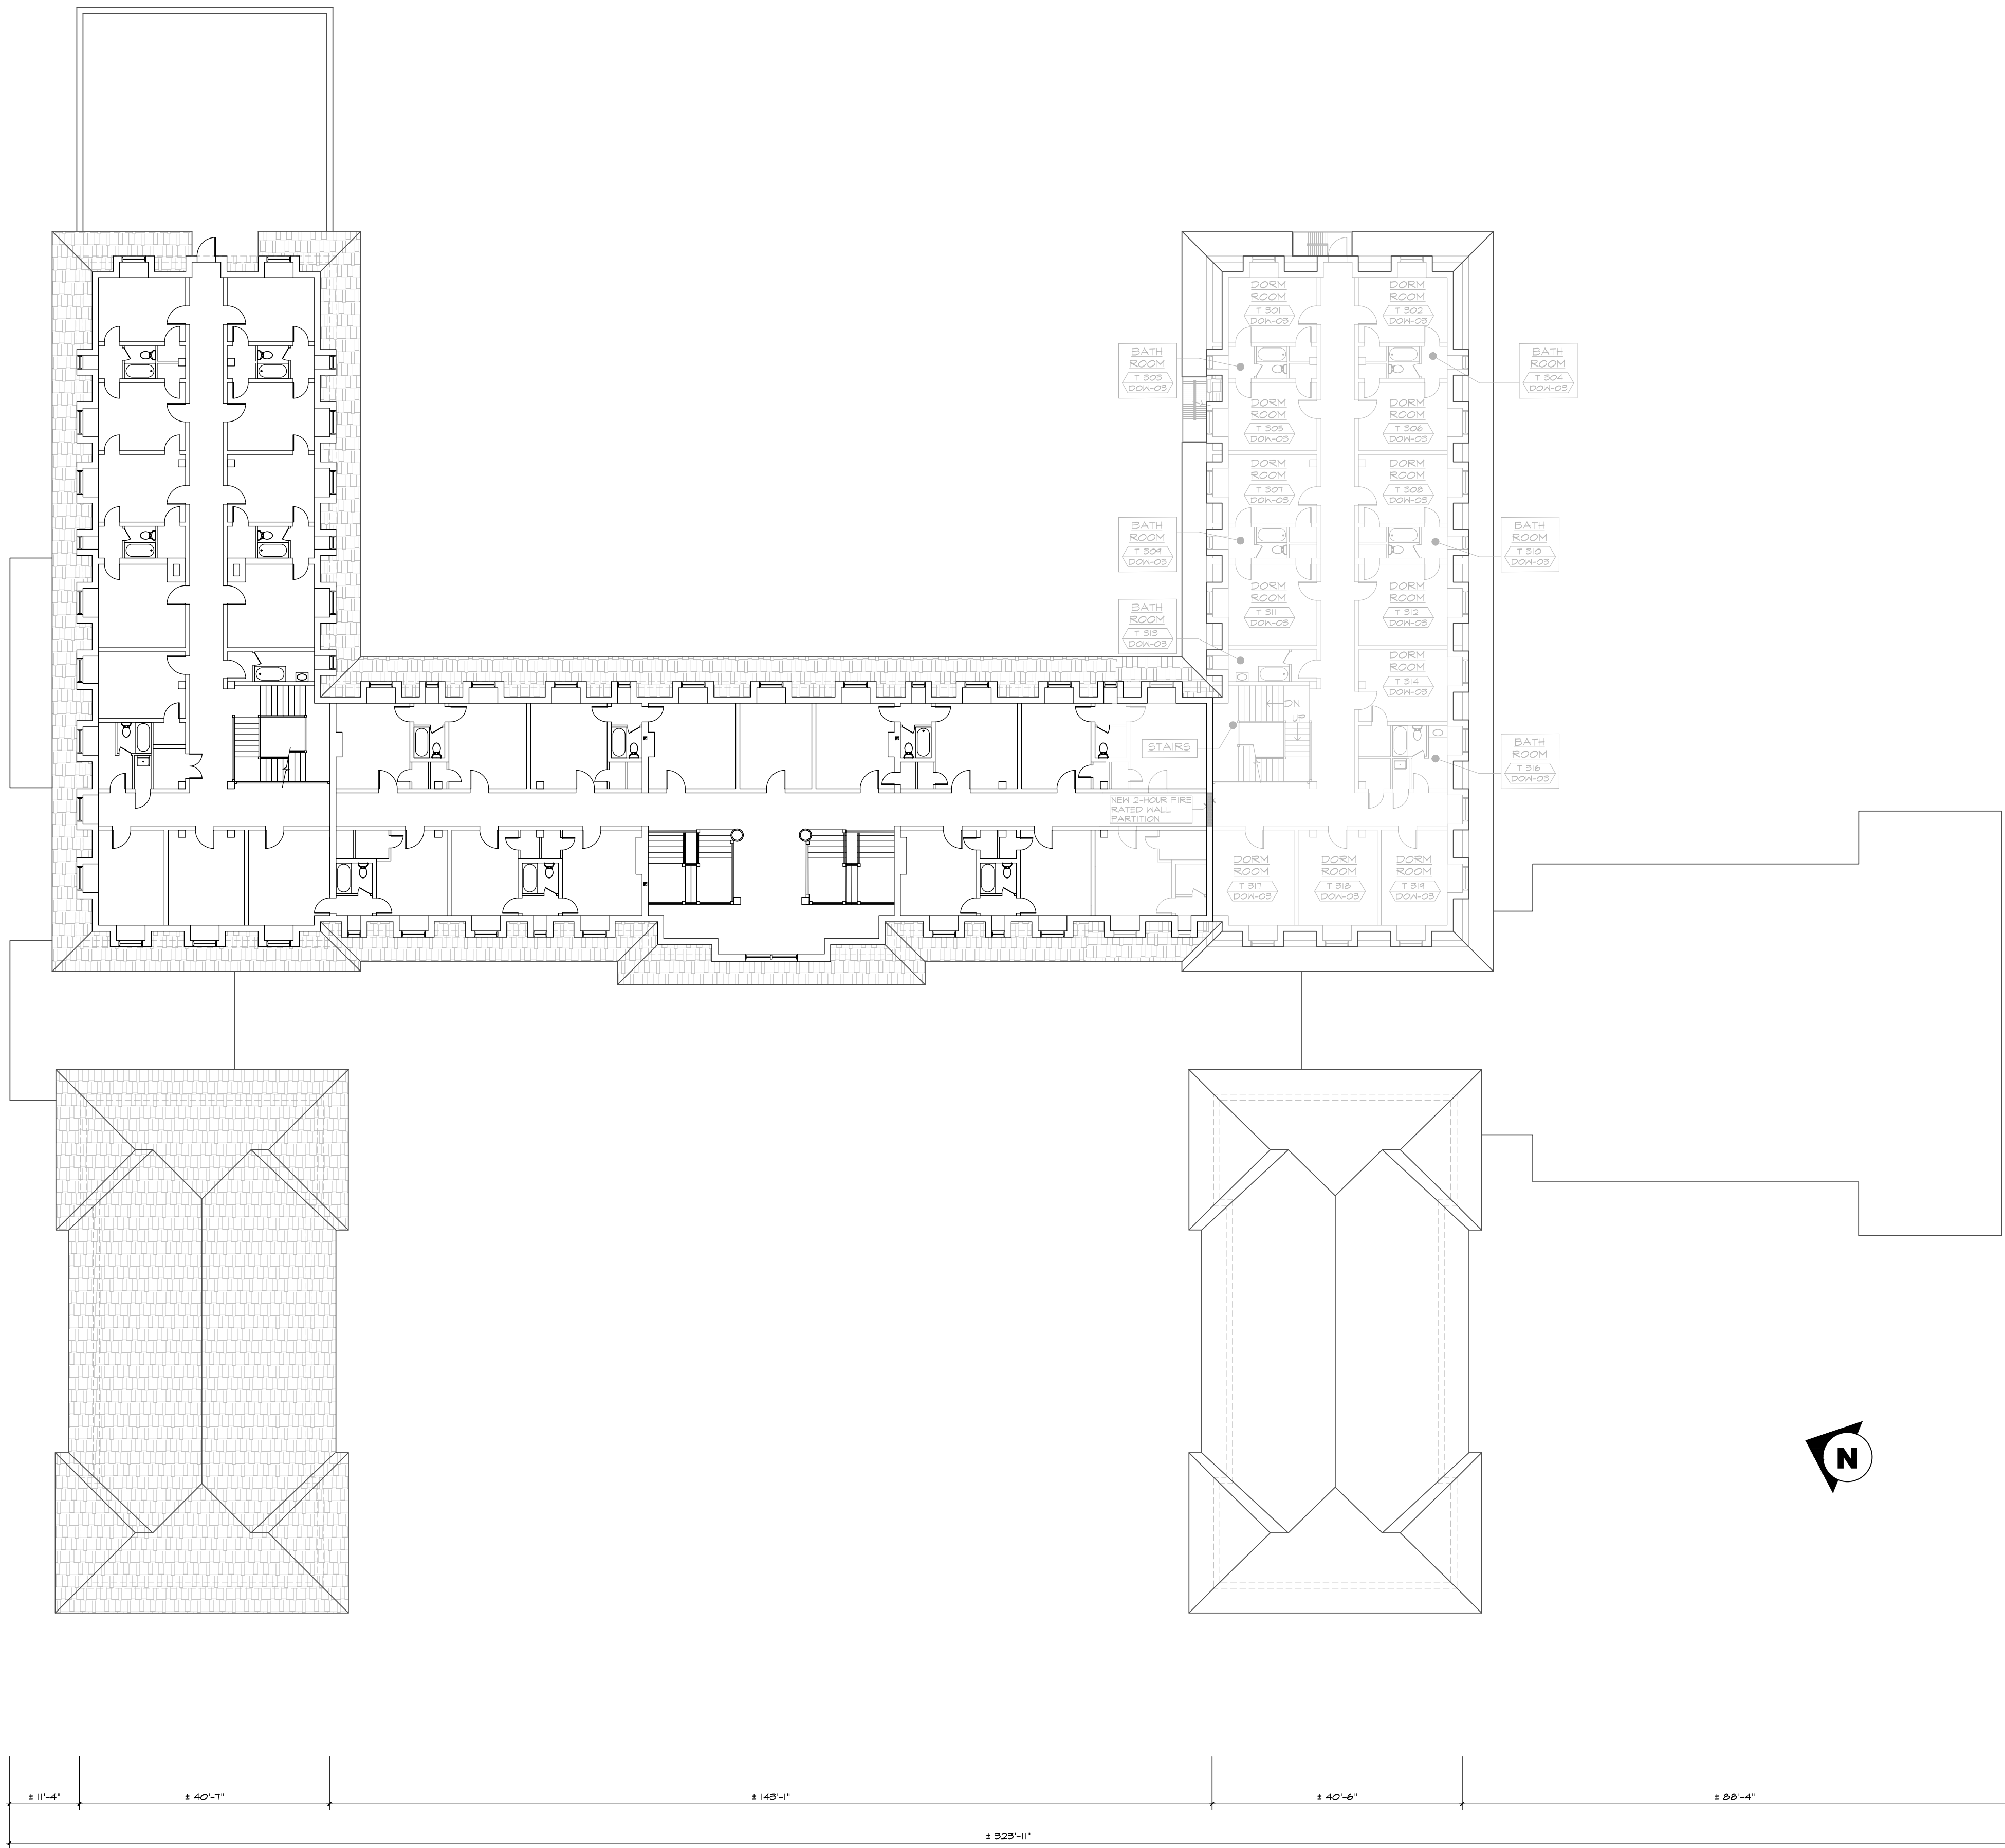 DORM
ROOM
T 301
DOW-03
DORM
ROOM
T 302
DOW-03
BATH
ROOM
T 303
DOW-03
BATH
ROOM
T 304
DOW-03
DORM
ROOM
T 305
DOW-03
DORM
ROOM
T 306
DOW-03
DORM
ROOM
T 307
DOW-03
DORM
ROOM
T 308
DOW-03
BATH
ROOM
T 309
DOW-03
BATH
ROOM
T 310
DOW-03
DORM
ROOM
T 311
DOW-03
DORM
ROOM
T 312
DOW-03
BATH
ROOM
T 313
DOW-03
DORM
ROOM
T 314
DOW-03
DN
UP
STAIRS
BATH
ROOM
T 316
DOW-03
NEW 2-HOUR FIRE
RATED WALL
PARTITION
DORM
ROOM
T 317
DOW-03
DORM
ROOM
T 318
DOW-03
DORM
ROOM
T 319
DOW-03
N
± 11'-4"
± 40'-7"
± 143'-1"
± 40'-6"
± 88'-4"
± 323'-11"